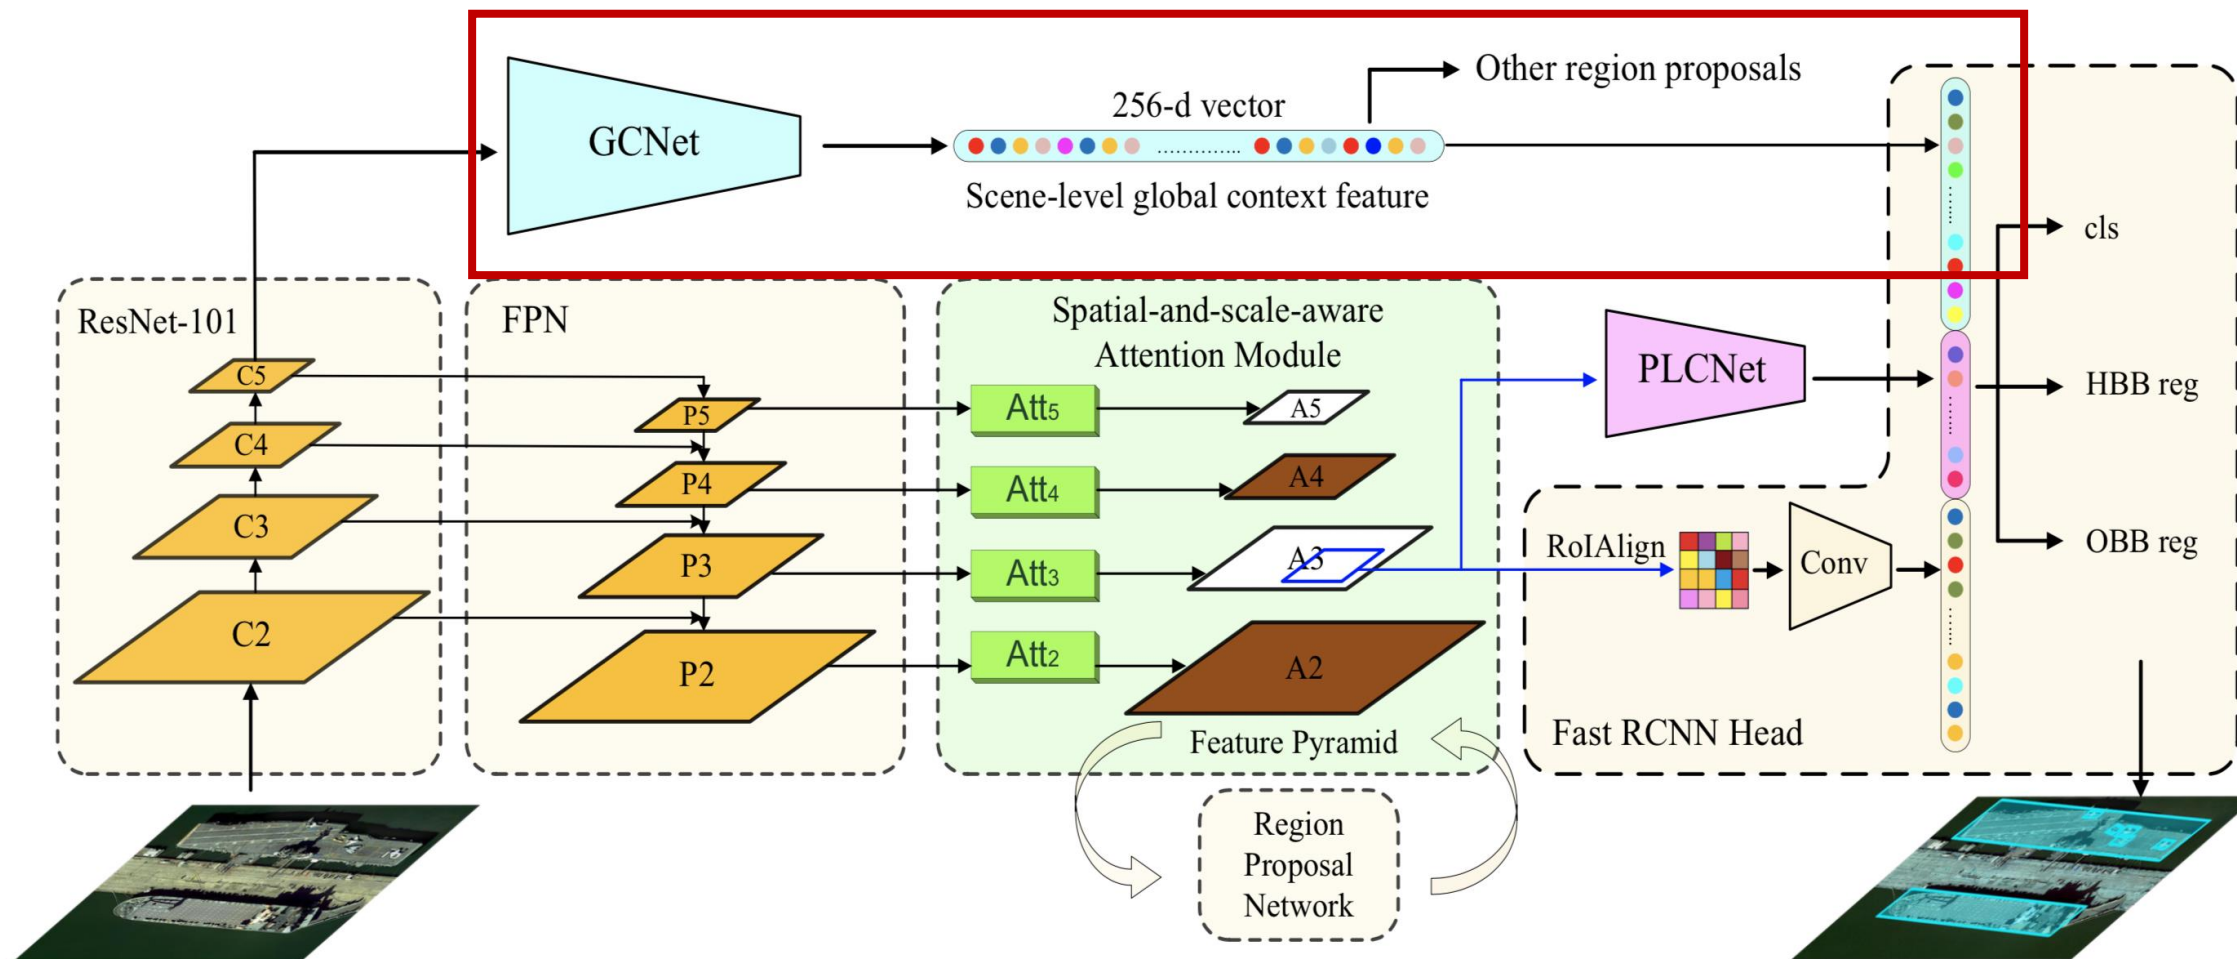 Other region proposals
256-d vector
GCNet
Scene-level global context feature
cls
ResNet-101
FPN
Spatial-and-scale-aware
Attention Module
PLCNet
C5
P5
Att5
A5
HBB reg
C4
P4
Att4
A4
C3
P3
Att3
A3
RoIAlign
Conv
OBB reg
C2
P2
Att2
A2
Feature Pyramid
Fast RCNN Head
Region
Proposal
Network